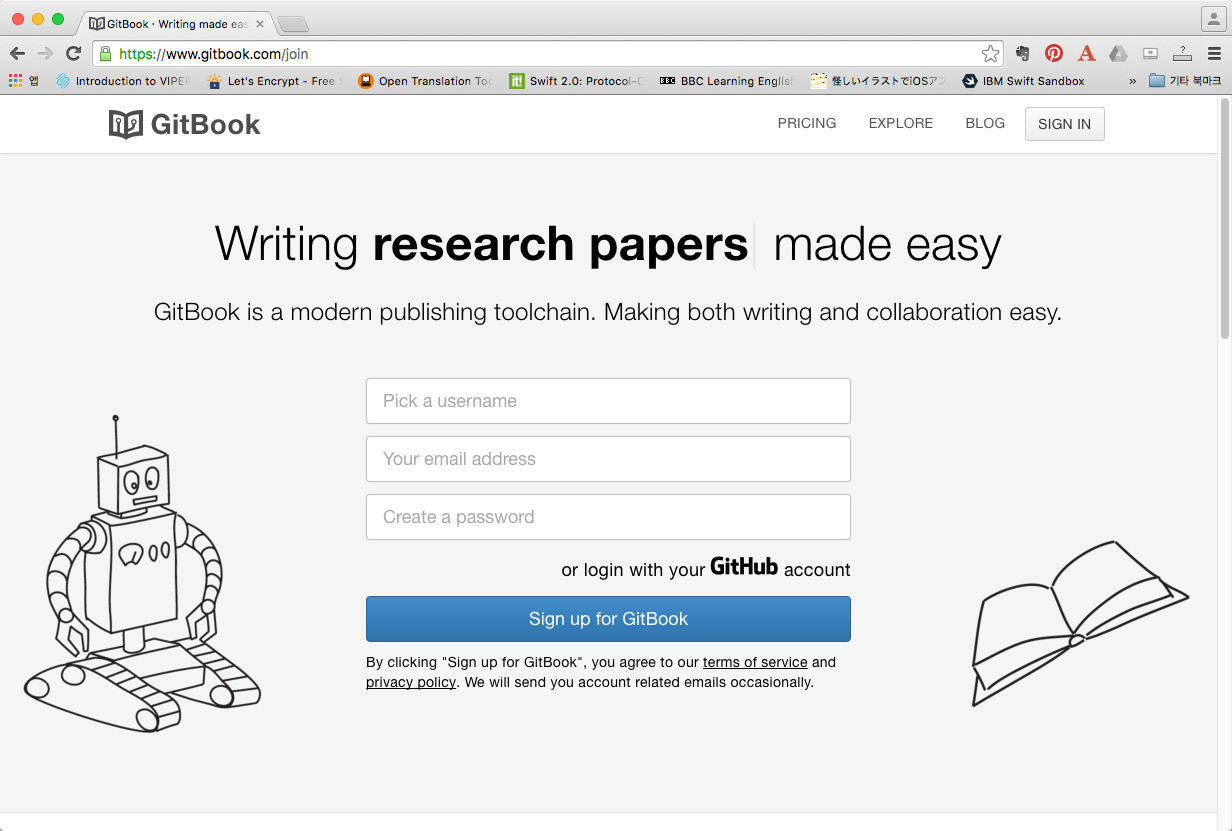 GitBook · Writing made eas
https://www.gitbook.com/join
앱
Introduction to VIPER
Let's Encrypt - Free
Open Translation Too
Swift 2.0: Protocol-O
BBC Learning English
怪しいイラストでiOSア
IBM Swift Sandbox
»
기타 북마크
GitBook
PRICING
EXPLORE
BLOG
SIGN IN
Writing research papers made easy
GitBook is a modern publishing toolchain. Making both writing and collaboration easy.
Pick a username
Your email address
Create a password
or login with your GitHub account
Sign up for GitBook
By clicking "Sign up for GitBook", you agree to our terms of service and
privacy policy. We will send you account related emails occasionally.